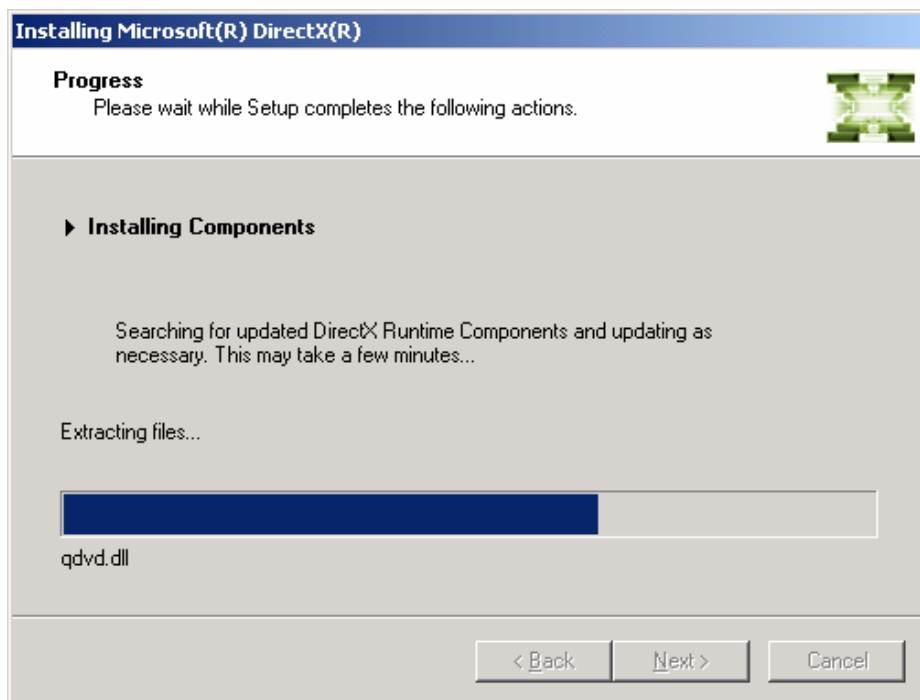 Installing Microsoft(R) DirectX(R)
Progress
Please wait while Setup completes the following actions.
Installing Components
Searching for updated DirectX Runtime Components and updating as
necessary. This may take a few minutes...
Extracting files...
qdvd.dll
< Back Next > Cancel